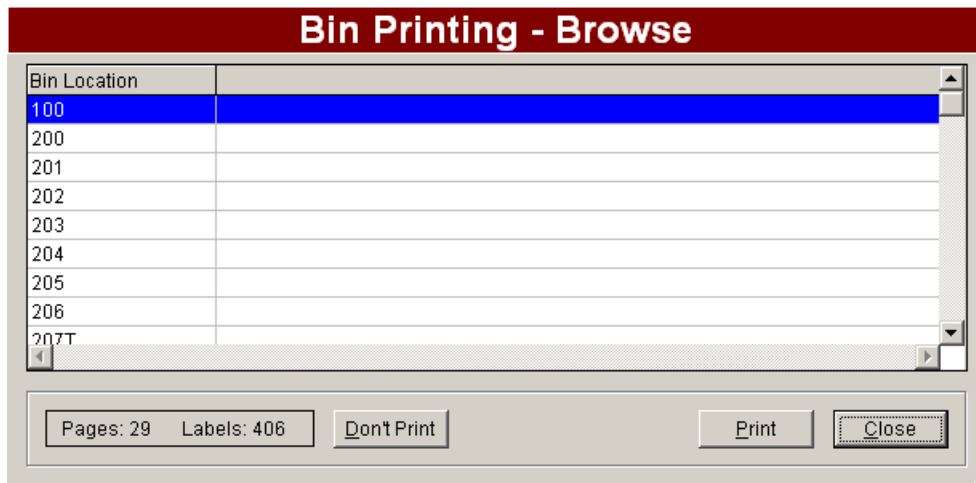 Bin Printing - Browse
Bin Location
100
200
201
202
203
204
205
206
207T
Pages: 29 Labels: 406 Don't Print Print Close